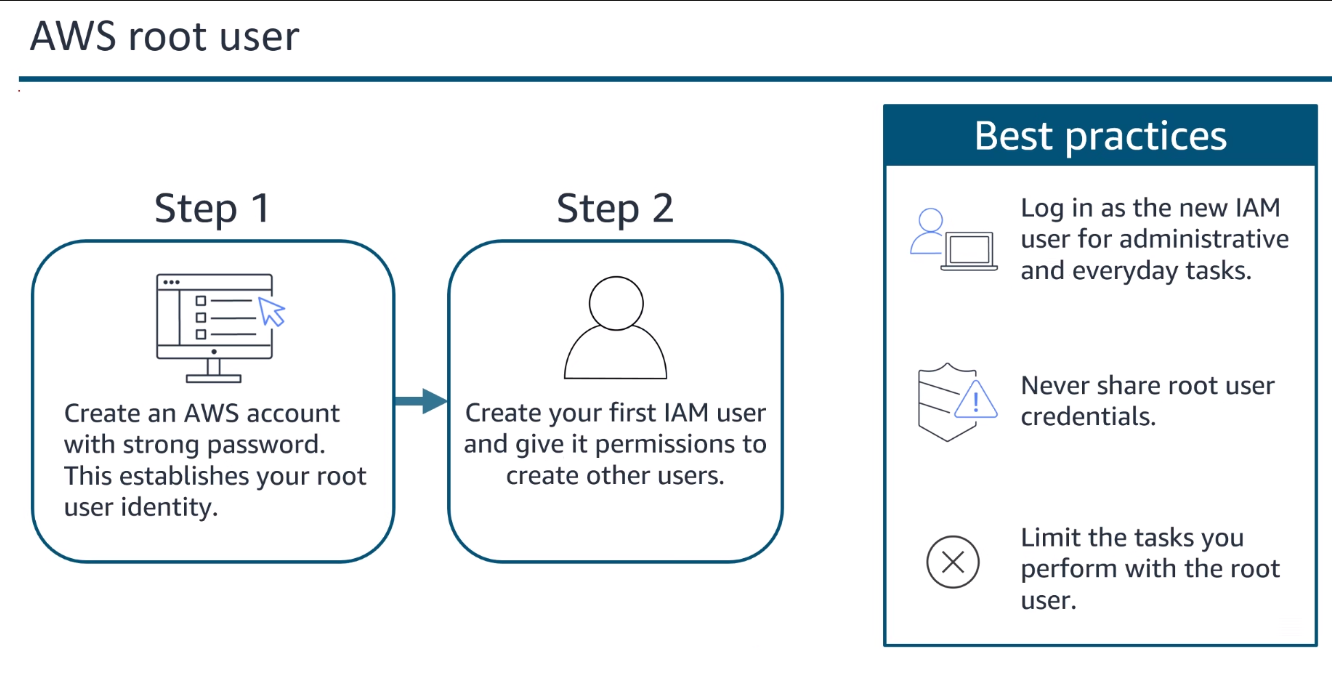 AWS root user
Step 1
Create an AWS account
with strong password.
This establishes your root
user identity.
Step 2
Create your first IAM user
and give it permissions to
create other users.
Best practices
Log in as the new IAM
user for administrative
and everyday tasks.
Never share root user
credentials.
Limit the tasks you
perform with the root
user.